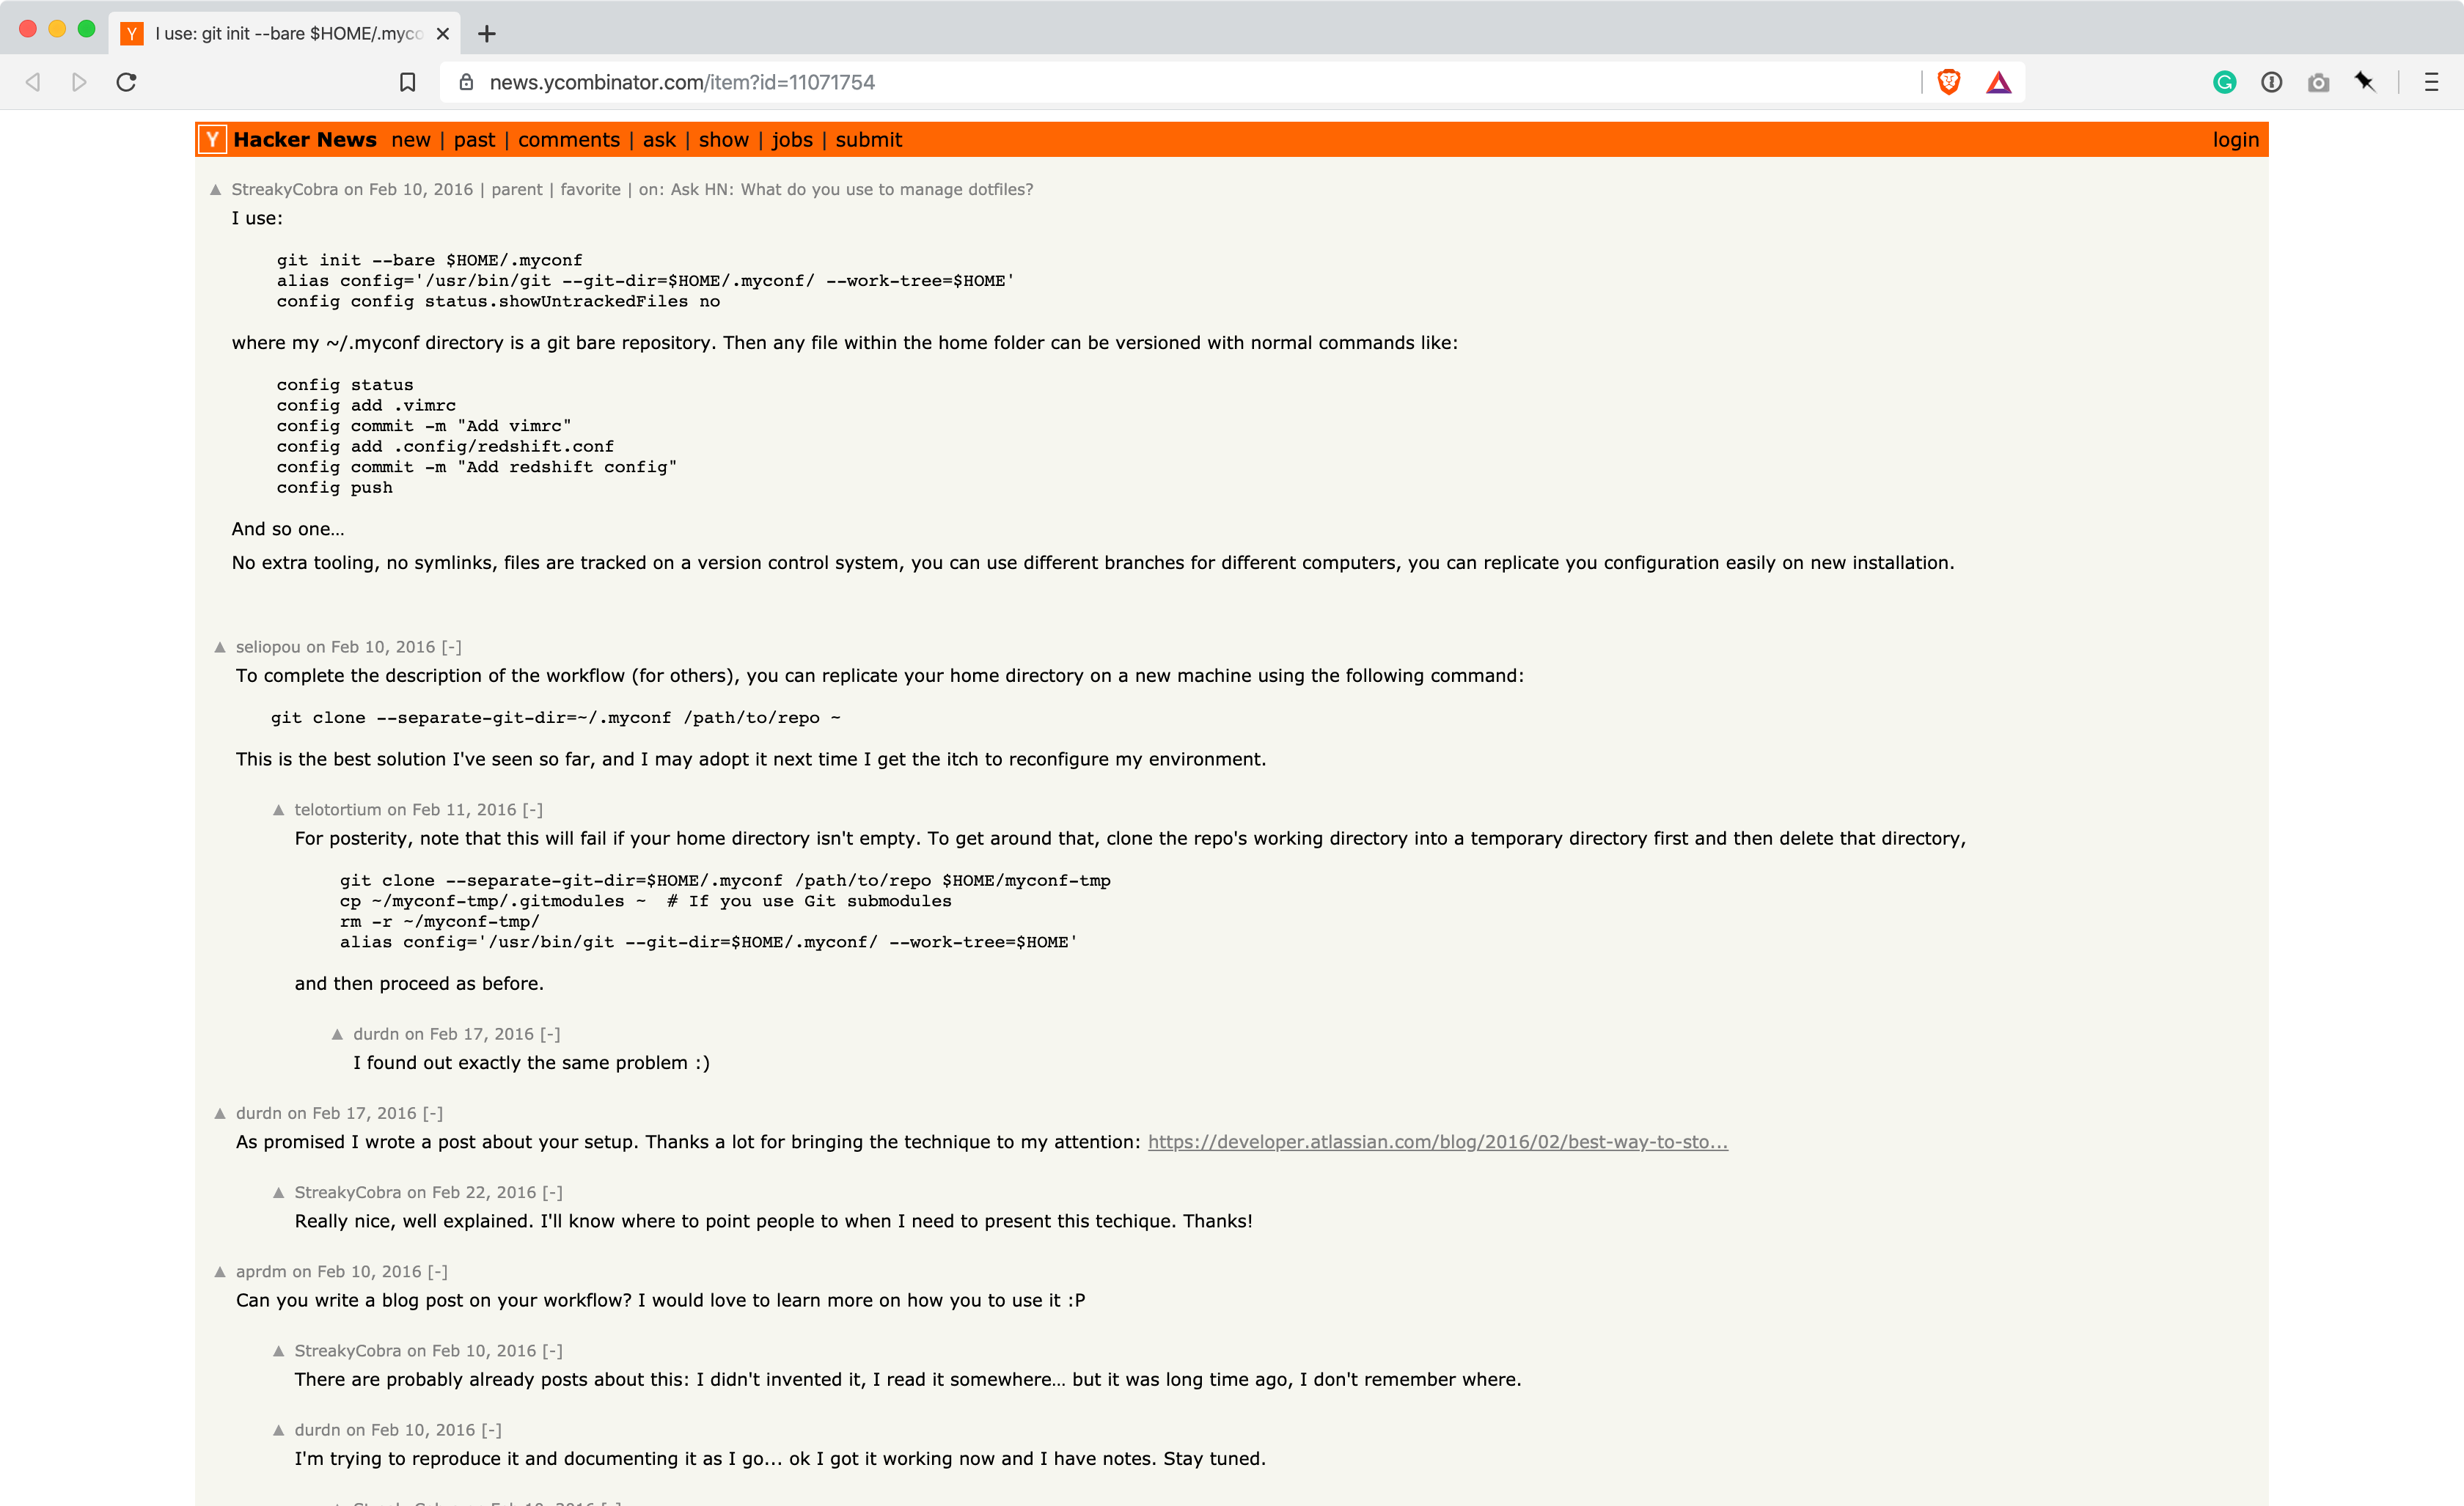 Y I use: git init --bare $HOME/.myco
news.ycombinator.com/item?id=11071754
Y Hacker News new | past | comments | ask | show | jobs | submit login
StreakyCobra on Feb 10, 2016 | parent | favorite | on: Ask HN: What do you use to manage dotfiles?
I use:
git init --bare $HOME/.myconf
alias config='/usr/bin/git --git-dir=$HOME/.myconf/ --work-tree=$HOME'
config config status.showUntrackedFiles no
where my ~/.myconf directory is a git bare repository. Then any file within the home folder can be versioned with normal commands like:
config status
config add .vimrc
config commit -m "Add vimrc"
config add .config/redshift.conf
config commit -m "Add redshift config"
config push
And so one...
No extra tooling, no symlinks, files are tracked on a version control system, you can use different branches for different computers, you can replicate you configuration easily on new installation.
seliopou on Feb 10, 2016 [-]
To complete the description of the workflow (for others), you can replicate your home directory on a new machine using the following command:
git clone --separate-git-dir=~/.myconf /path/to/repo ~
This is the best solution I've seen so far, and I may adopt it next time I get the itch to reconfigure my environment.
telotortium on Feb 11, 2016 [-]
For posterity, note that this will fail if your home directory isn't empty. To get around that, clone the repo's working directory into a temporary directory first and then delete that directory,
git clone --separate-git-dir=$HOME/.myconf /path/to/repo $HOME/myconf-tmp
cp ~/myconf-tmp/.gitmodules ~  # If you use Git submodules
rm -r ~/myconf-tmp/
alias config='/usr/bin/git --git-dir=$HOME/.myconf/ --work-tree=$HOME'
and then proceed as before.
durdn on Feb 17, 2016 [-]
I found out exactly the same problem :)
durdn on Feb 17, 2016 [-]
As promised I wrote a post about your setup. Thanks a lot for bringing the technique to my attention: https://developer.atlassian.com/blog/2016/02/best-way-to-sto...
StreakyCobra on Feb 22, 2016 [-]
Really nice, well explained. I'll know where to point people to when I need to present this techique. Thanks!
aprdm on Feb 10, 2016 [-]
Can you write a blog post on your workflow? I would love to learn more on how you to use it :P
StreakyCobra on Feb 10, 2016 [-]
There are probably already posts about this: I didn't invented it, I read it somewhere... but it was long time ago, I don't remember where.
durdn on Feb 10, 2016 [-]
I'm trying to reproduce it and documenting it as I go... ok I got it working now and I have notes. Stay tuned.